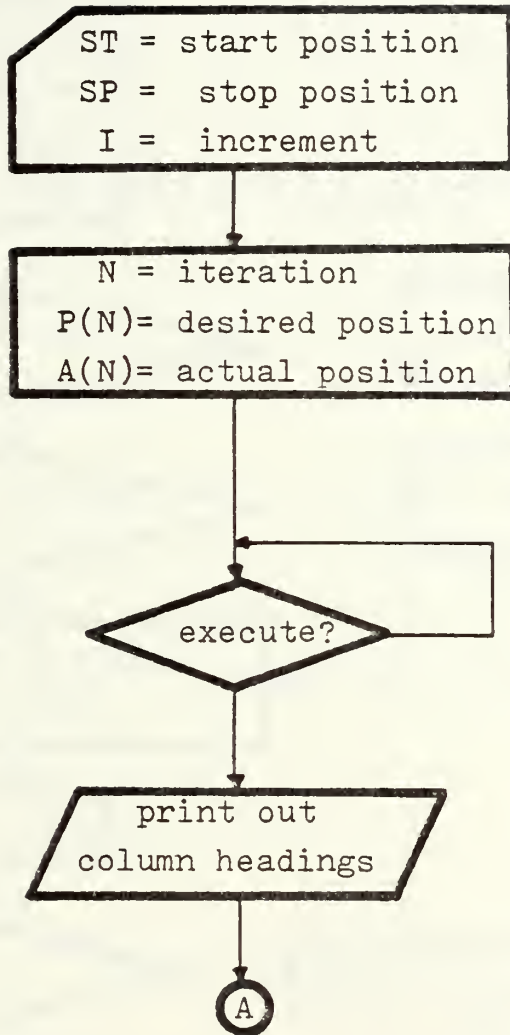 ST = start position
SP = stop position
I = increment
N = iteration
P(N)= desired position
A(N)= actual position
execute?
print out
column headings
A